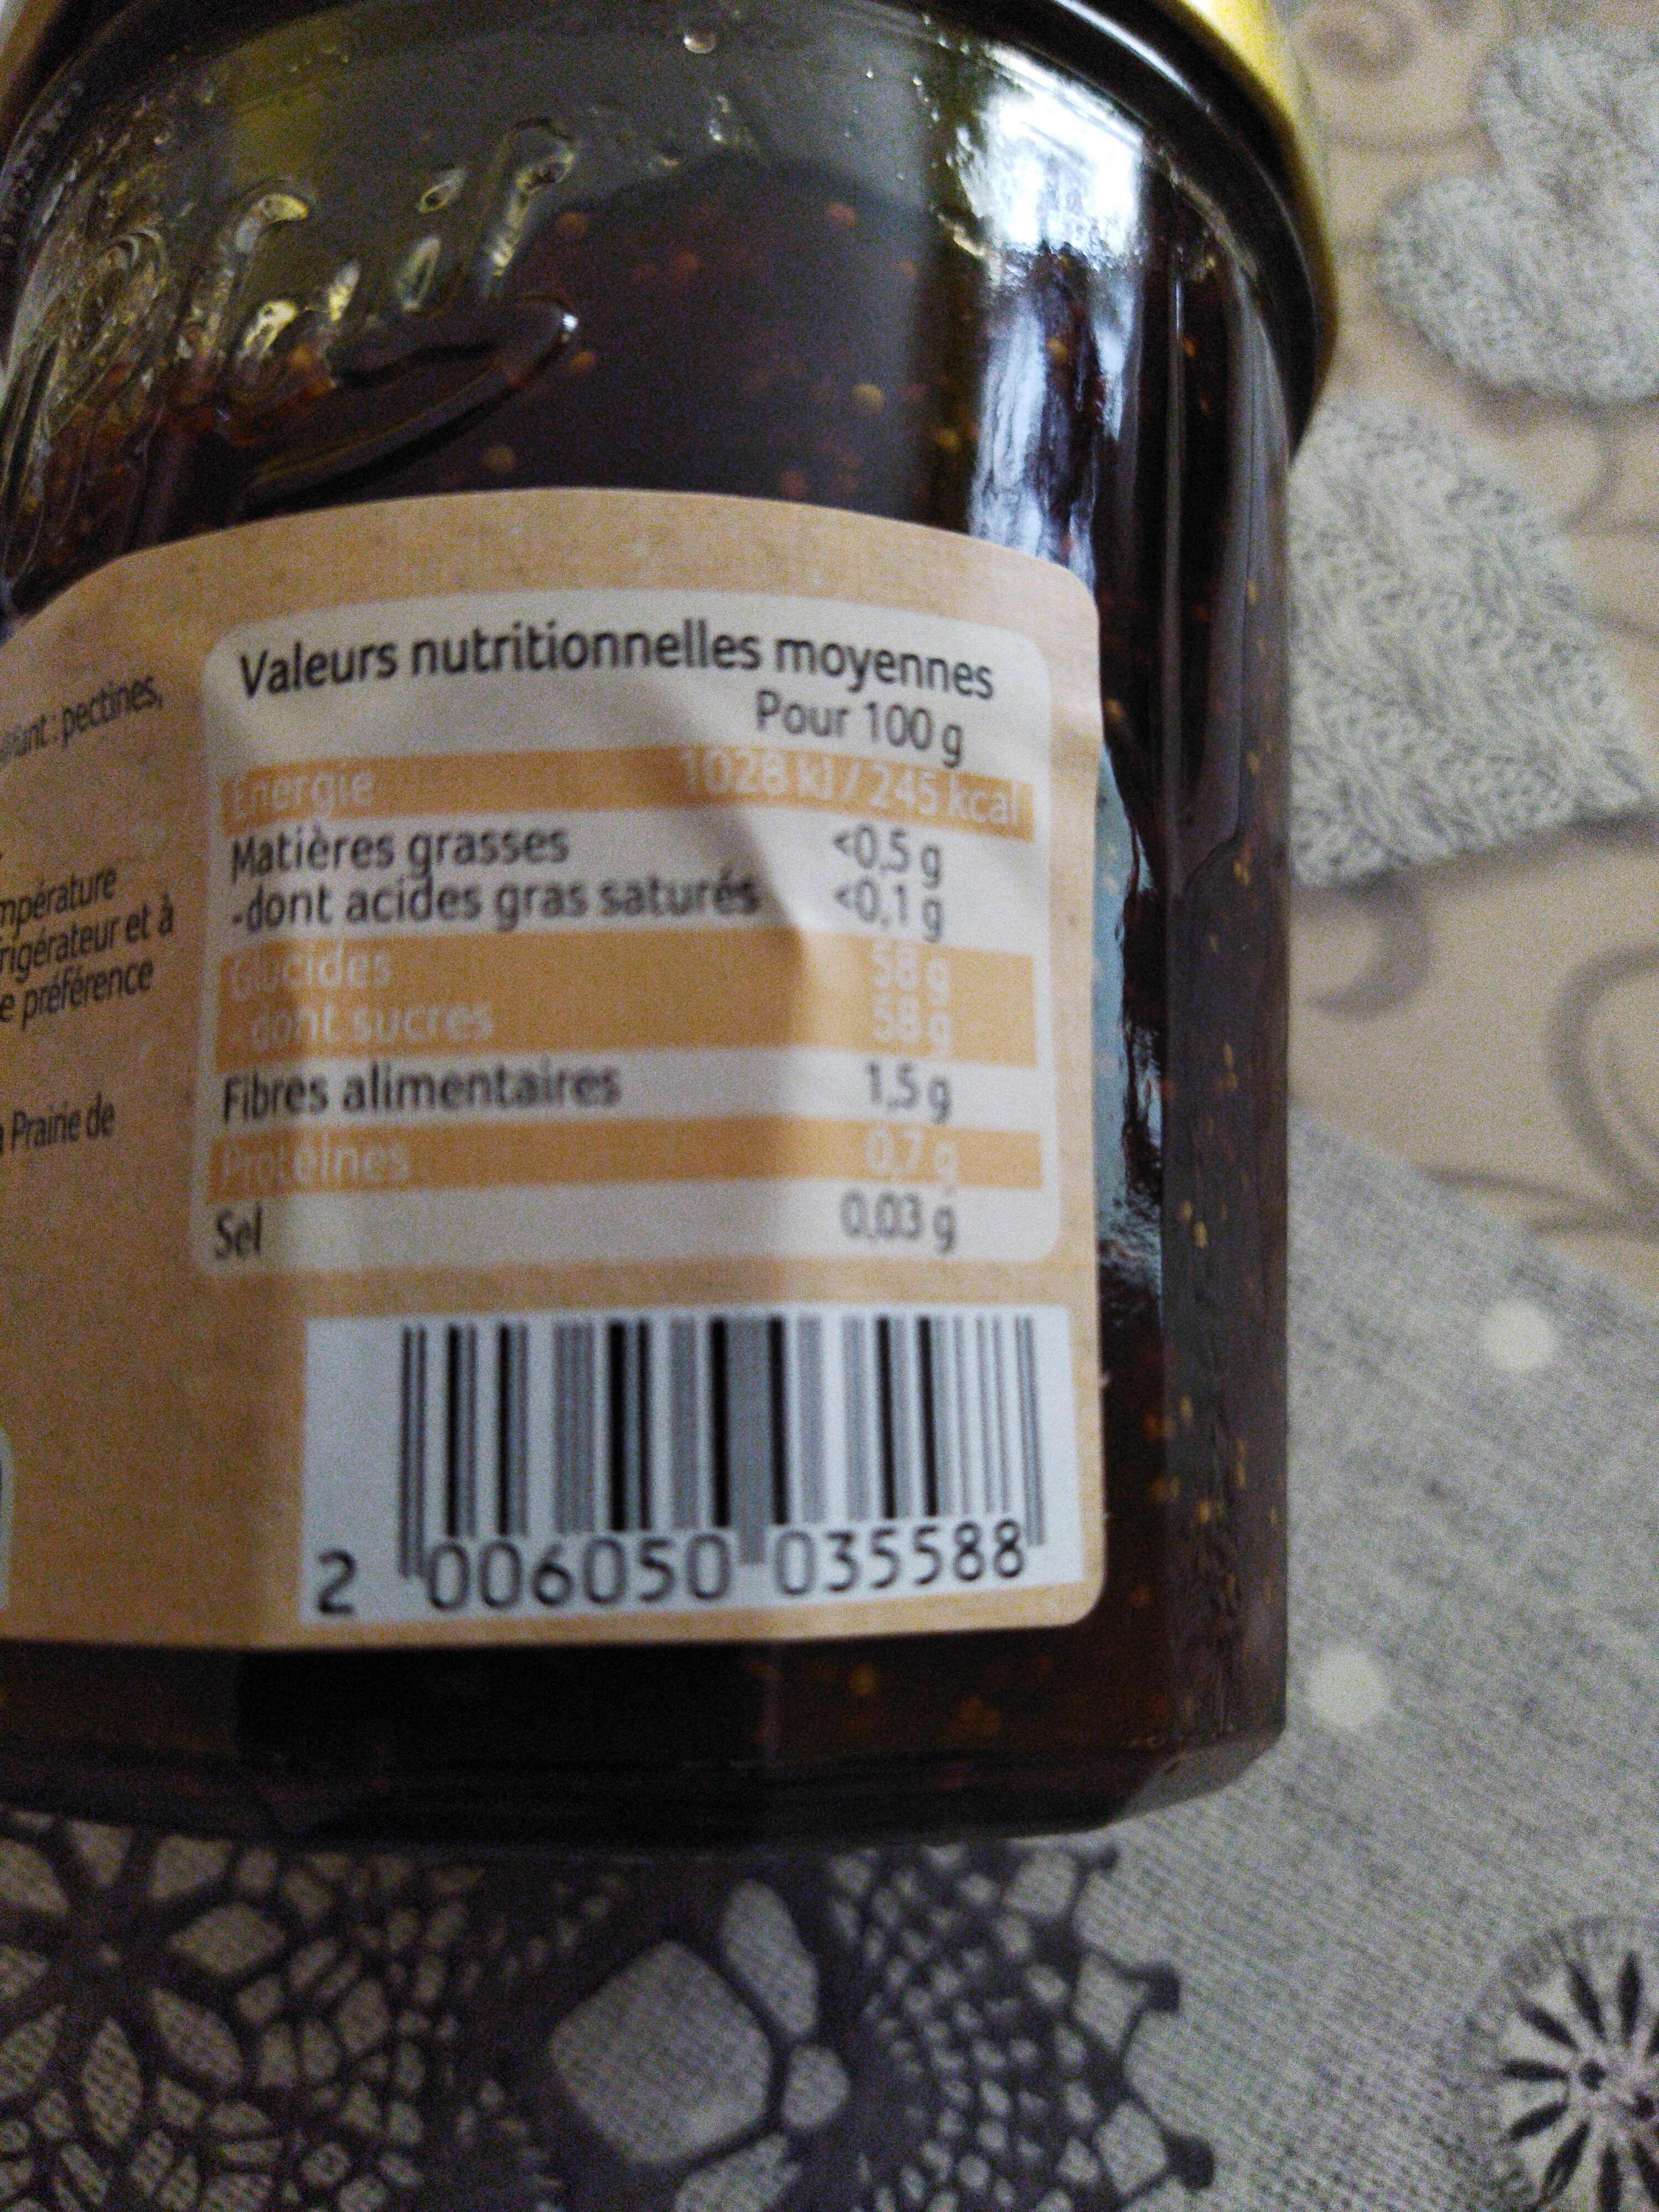 pectines,
Valeurs nutritionnelles moyennes
Pour 100 g
Energie 1028 kJ / 245 kcal
Matières grasses <0,5 g
-dont acides gras saturés <0,1 g
Glucides 58 g
-dont sucres 58 g
Fibres alimentaires 1,5 g
Protéines 0,7 g
Sel 0,03 g
et à
préférence
Prairie de
2 006050 035588